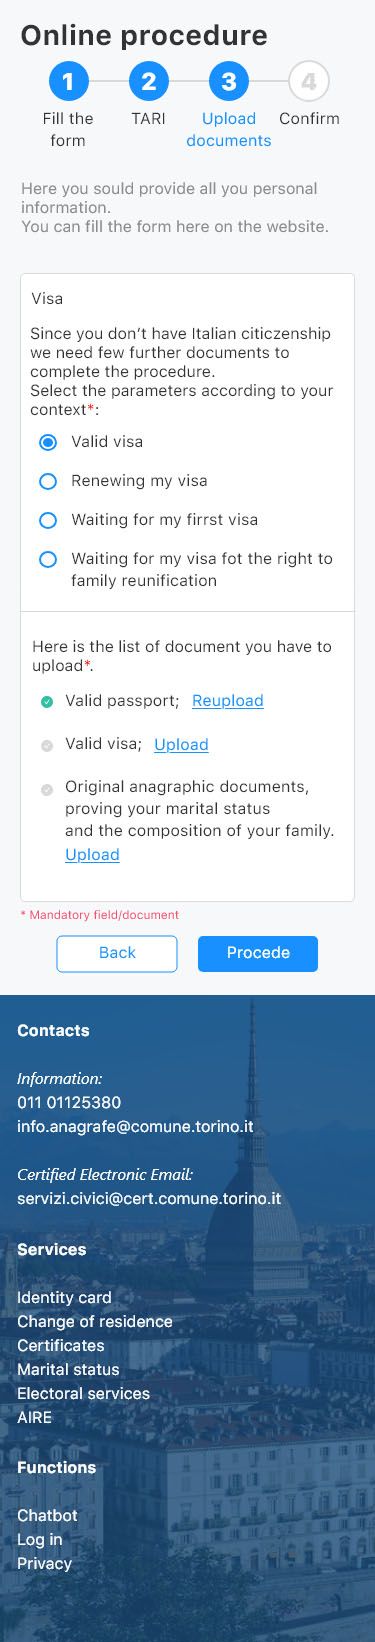 Online procedure
1 2 3 4
Fill the form TARI Upload documents Confirm
Here you sould provide all you personal
information.
You can fill the form here on the website.
Visa
Since you don’t have Italian citiczenship
we need few further documents to
complete the procedure.
Select the parameters according to your
context*:
Valid visa
Renewing my visa
Waiting for my firrst visa
Waiting for my visa fot the right to
family reunification
Here is the list of document you have to
upload*.
Valid passport; Reupload
Valid visa; Upload
Original anagraphic documents,
proving your marital status
and the composition of your family.
Upload
* Mandatory field/document
Back Procede
Contacts
Information:
011 01125380
info.anagrafe@comune.torino.it
Certified Electronic Email:
servizi.civici@cert.comune.torino.it
Services
Identity card
Change of residence
Certificates
Marital status
Electoral services
AIRE
Functions
Chatbot
Log in
Privacy